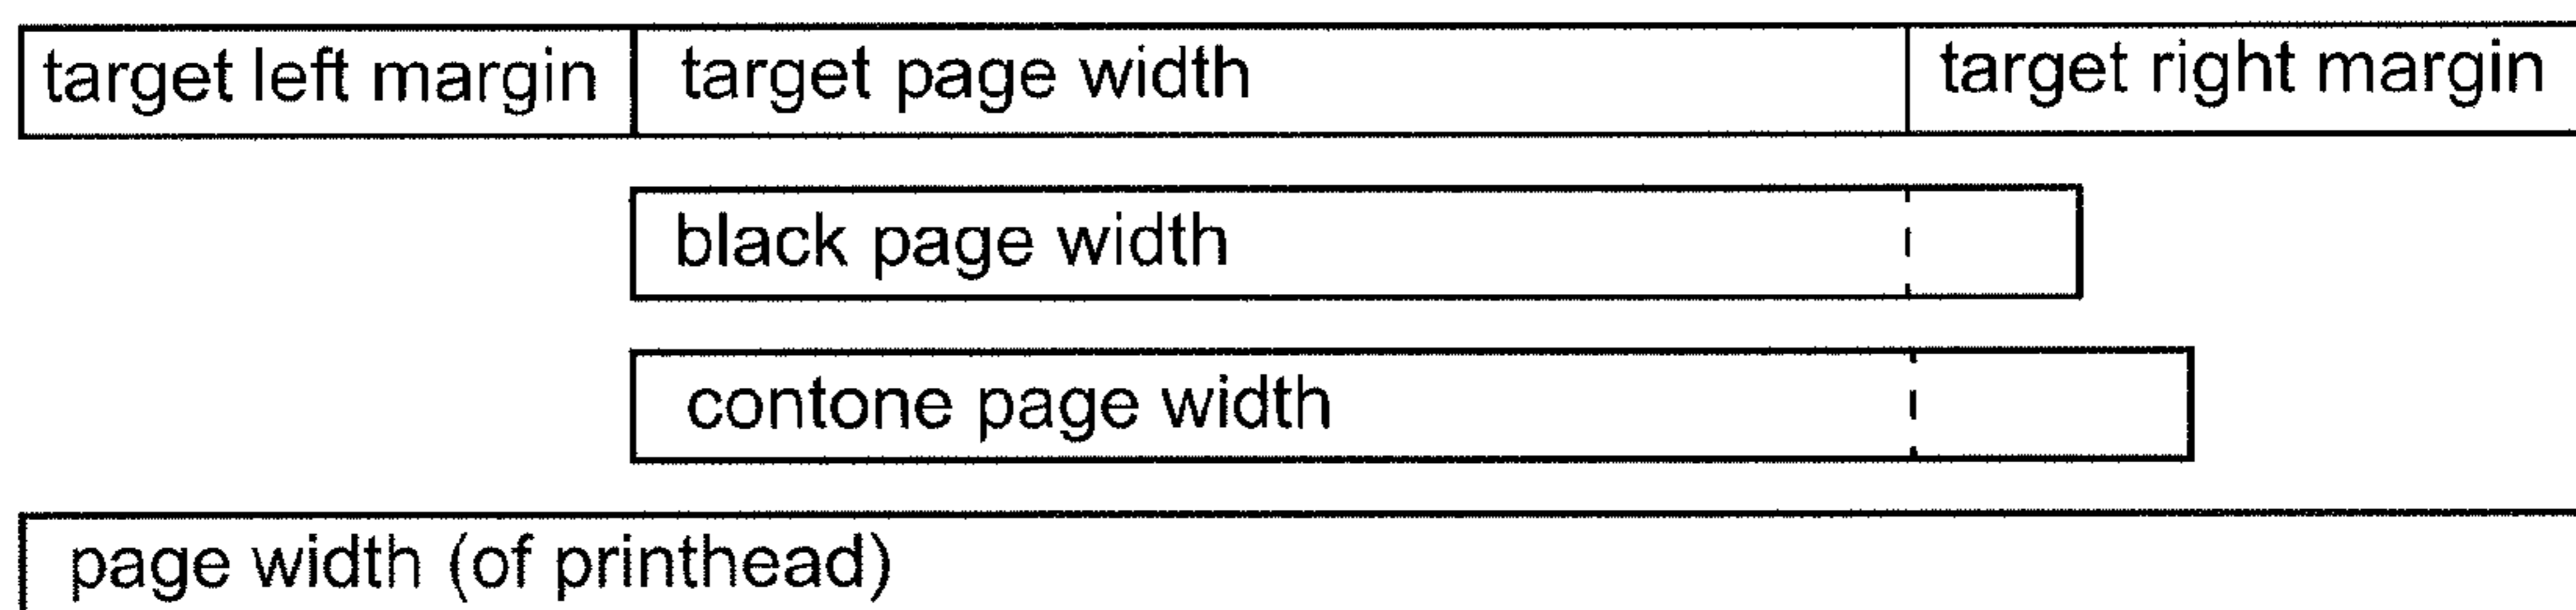 target left margin target page width target right margin
black page width
contone page width
page width (of printhead)